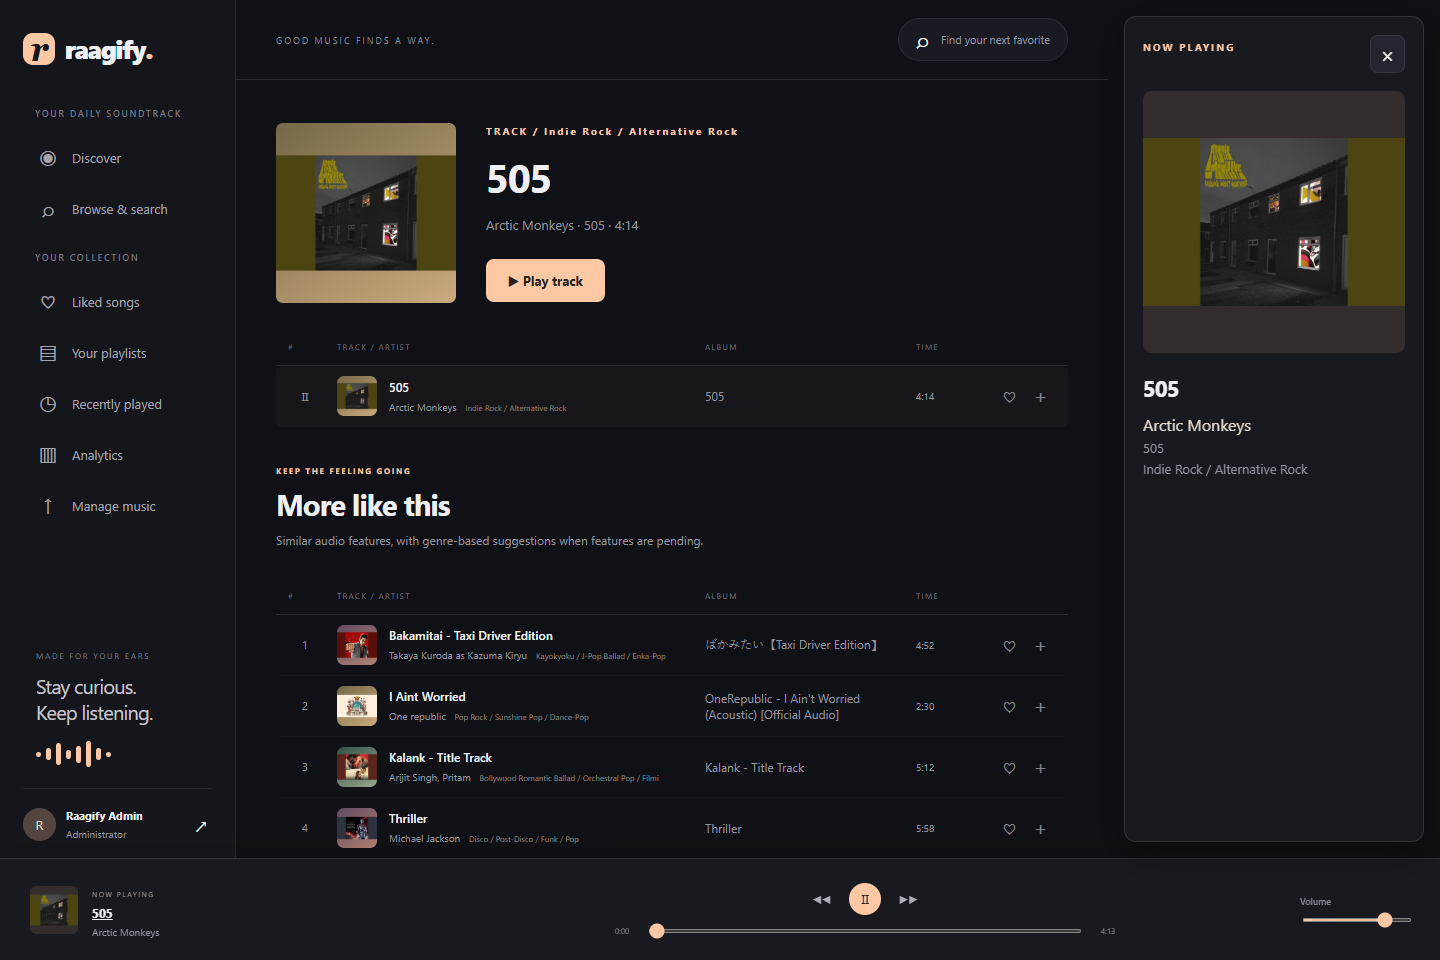 r raagify.
YOUR DAILY SOUNDTRACK
Discover
Browse & search
YOUR COLLECTION
Liked songs
Your playlists
Recently played
Analytics
Manage music
MADE FOR YOUR EARS
Stay curious.
Keep listening.
R
Raagify Admin
Administrator
GOOD MUSIC FINDS A WAY.
Find your next favorite
TRACK / Indie Rock / Alternative Rock
505
Arctic Monkeys · 505 · 4:14
▶ Play track
# TRACK / ARTIST ALBUM TIME
505
Arctic Monkeys Indie Rock / Alternative Rock
505
4:14
KEEP THE FEELING GOING
More like this
Similar audio features, with genre-based suggestions when features are pending.
# TRACK / ARTIST ALBUM TIME
1
Bakamitai - Taxi Driver Edition
Takaya Kuroda as Kazuma Kiryu Kayōkyoku / J-Pop Ballad / Enka-Pop
ばかみたい【Taxi Driver Edition】
4:52
2
I Aint Worried
One republic Pop Rock / Sunshine Pop / Dance-Pop
OneRepublic - I Ain't Worried
(Acoustic) [Official Audio]
2:30
3
Kalank - Title Track
Arijit Singh, Pritam Bollywood Romantic Ballad / Orchestral Pop / Filmi
Kalank - Title Track
5:12
4
Thriller
Michael Jackson Disco / Post-Disco / Funk / Pop
Thriller
5:58
NOW PLAYING
ARCTIC
MONKEYS
505
Arctic Monkeys
505
Indie Rock / Alternative Rock
NOW PLAYING
505
Arctic Monkeys
0:00
4:13
Volume